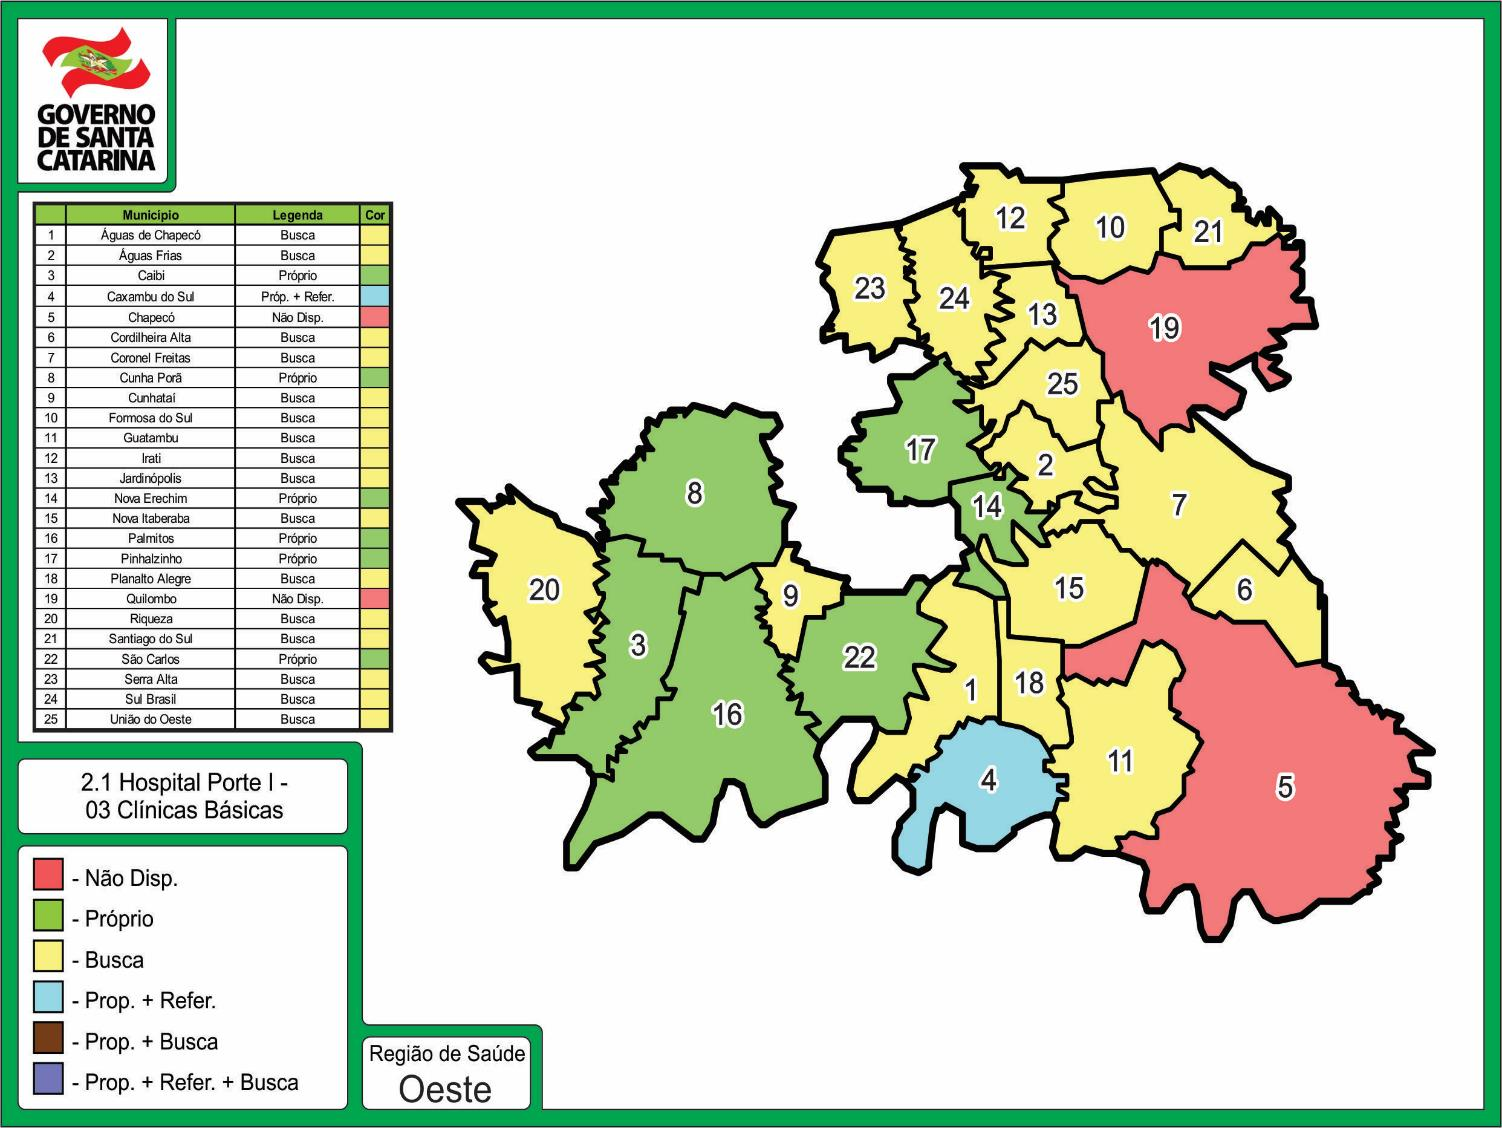 GOVERNO
DE SANTA
CATARINA
Município Legenda Cor
1 Águas de Chapecó Busca
2 Águas Frias Busca
3 Caibi Próprio
4 Caxambu do Sul Próp. + Refer.
5 Chapecó Não Disp.
6 Cordilheira Alta Busca
7 Coronel Freitas Busca
8 Cunha Porã Próprio
9 Cunhataí Busca
10 Formosa do Sul Busca
11 Guatambu Busca
12 Irati Busca
13 Jardinópolis Busca
14 Nova Erechim Próprio
15 Nova Itaberaba Busca
16 Palmitos Próprio
17 Pinhalzinho Próprio
18 Planalto Alegre Busca
19 Quilombo Não Disp.
20 Riqueza Busca
21 Santiago do Sul Busca
22 São Carlos Próprio
23 Serra Alta Busca
24 Sul Brasil Busca
25 União do Oeste Busca
2.1 Hospital Porte I -
03 Clínicas Básicas
- Não Disp.
- Próprio
- Busca
- Prop. + Refer.
- Prop. + Busca
- Prop. + Refer. + Busca
Região de Saúde
Oeste
12
10
21
23
24
13
19
25
17
2
8
14
7
20
9
15
6
3
22
1
18
16
11
4
5